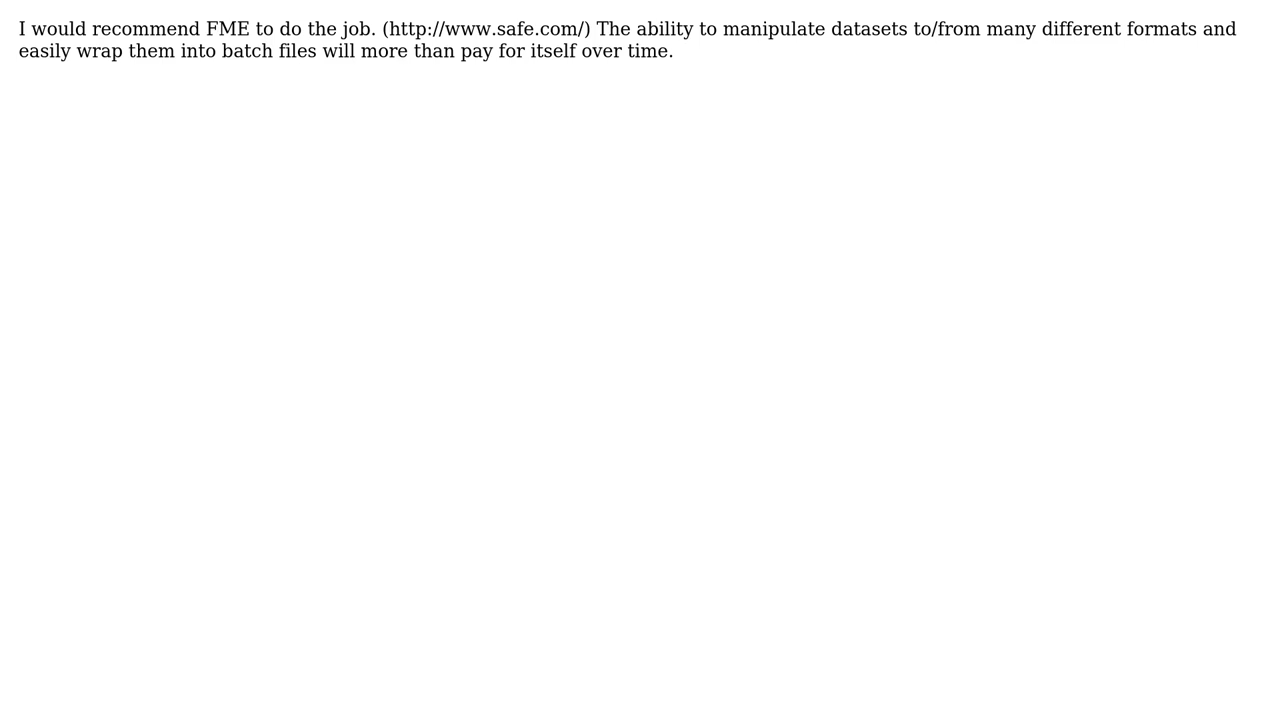 I would recommend FME to do the job. (http://www.safe.com/) The ability to manipulate datasets to/from many different formats and
easily wrap them into batch files will more than pay for itself over time.